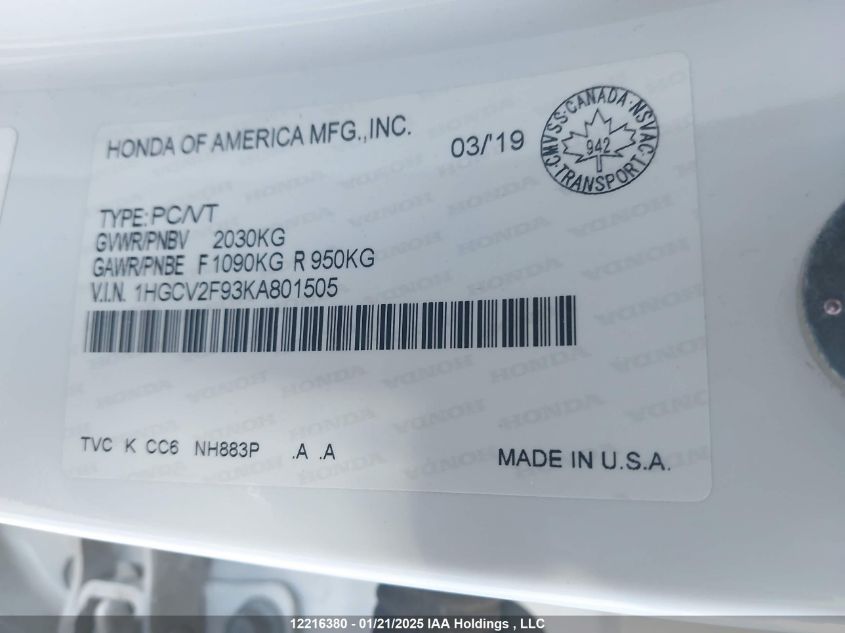 HONDA OF AMERICA MFG.,INC.
03/'19
CMVSS·CANADA·NSVAC·TRANSPORT·
942
TYPE: PC/VT
GVWR/PNBV 2030KG
GAWR/PNBE F 1090KG R 950KG
V.I.N. 1HGCV2F93KA801505
TVC K CC6 NH883P .A .A
MADE IN U.S.A.
12216380 - 01/21/2025 IAA Holdings , LLC